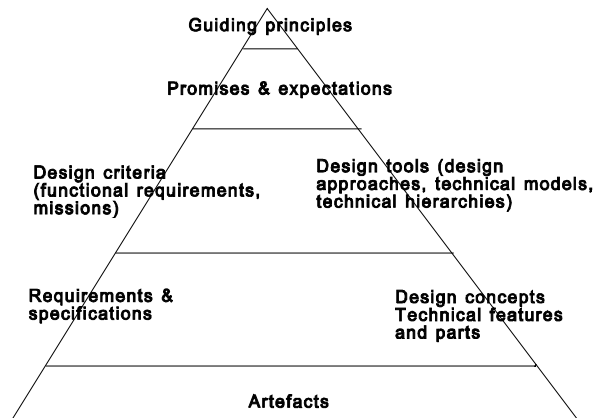 Guiding principles
Promises & expectations
Design criteria
(functional requirements,
missions)
Design tools (design
approaches, technical models,
technical hierarchies)
Requirements &
specifications
Design concepts
Technical features
and parts
Artefacts